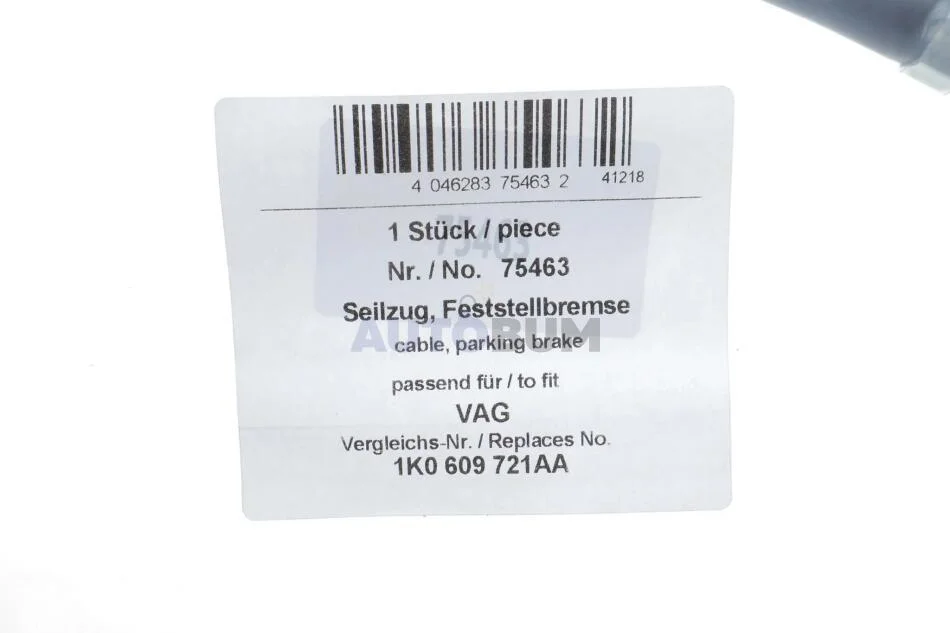 4 046283 75463 2 41218
1 Stück / piece
75463
Nr. / No. 75463
Seilzug, Feststellbremse
AUTOBUM
cable, parking brake
passend für / to fit
VAG
Vergleichs-Nr. / Replaces No.
1K0 609 721AA